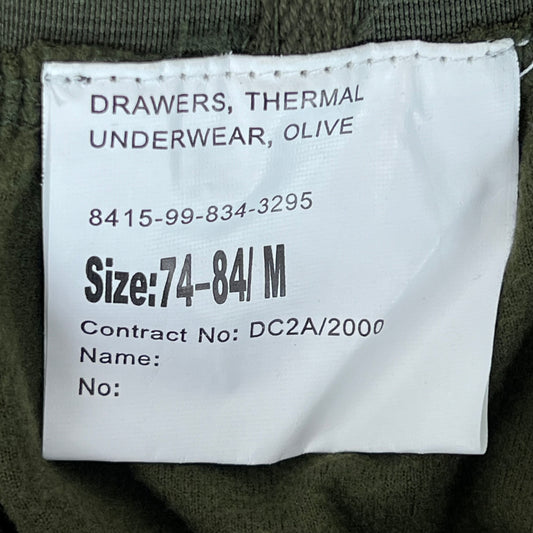 DRAWERS, THERMAL
UNDERWEAR, OLIVE
8415-99-834-3295
Size:74-84/ M
Contract No: DC2A/2000
Name:
No: